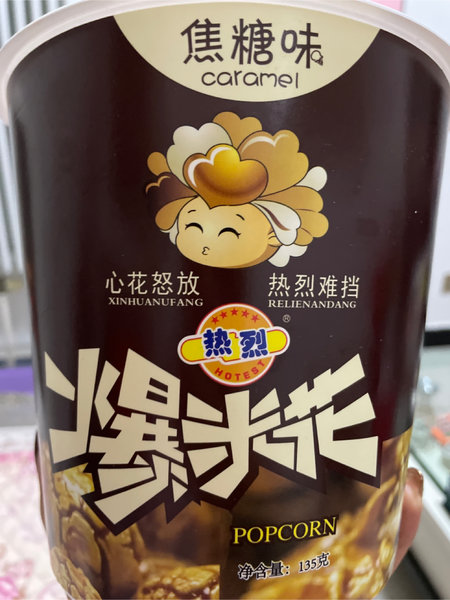 焦糖味
caramel
心花怒放 热烈难挡
XINHUANUFANG RELIENANDANG
®
热烈
HOTEST
爆米花
POPCORN
净含量：135克